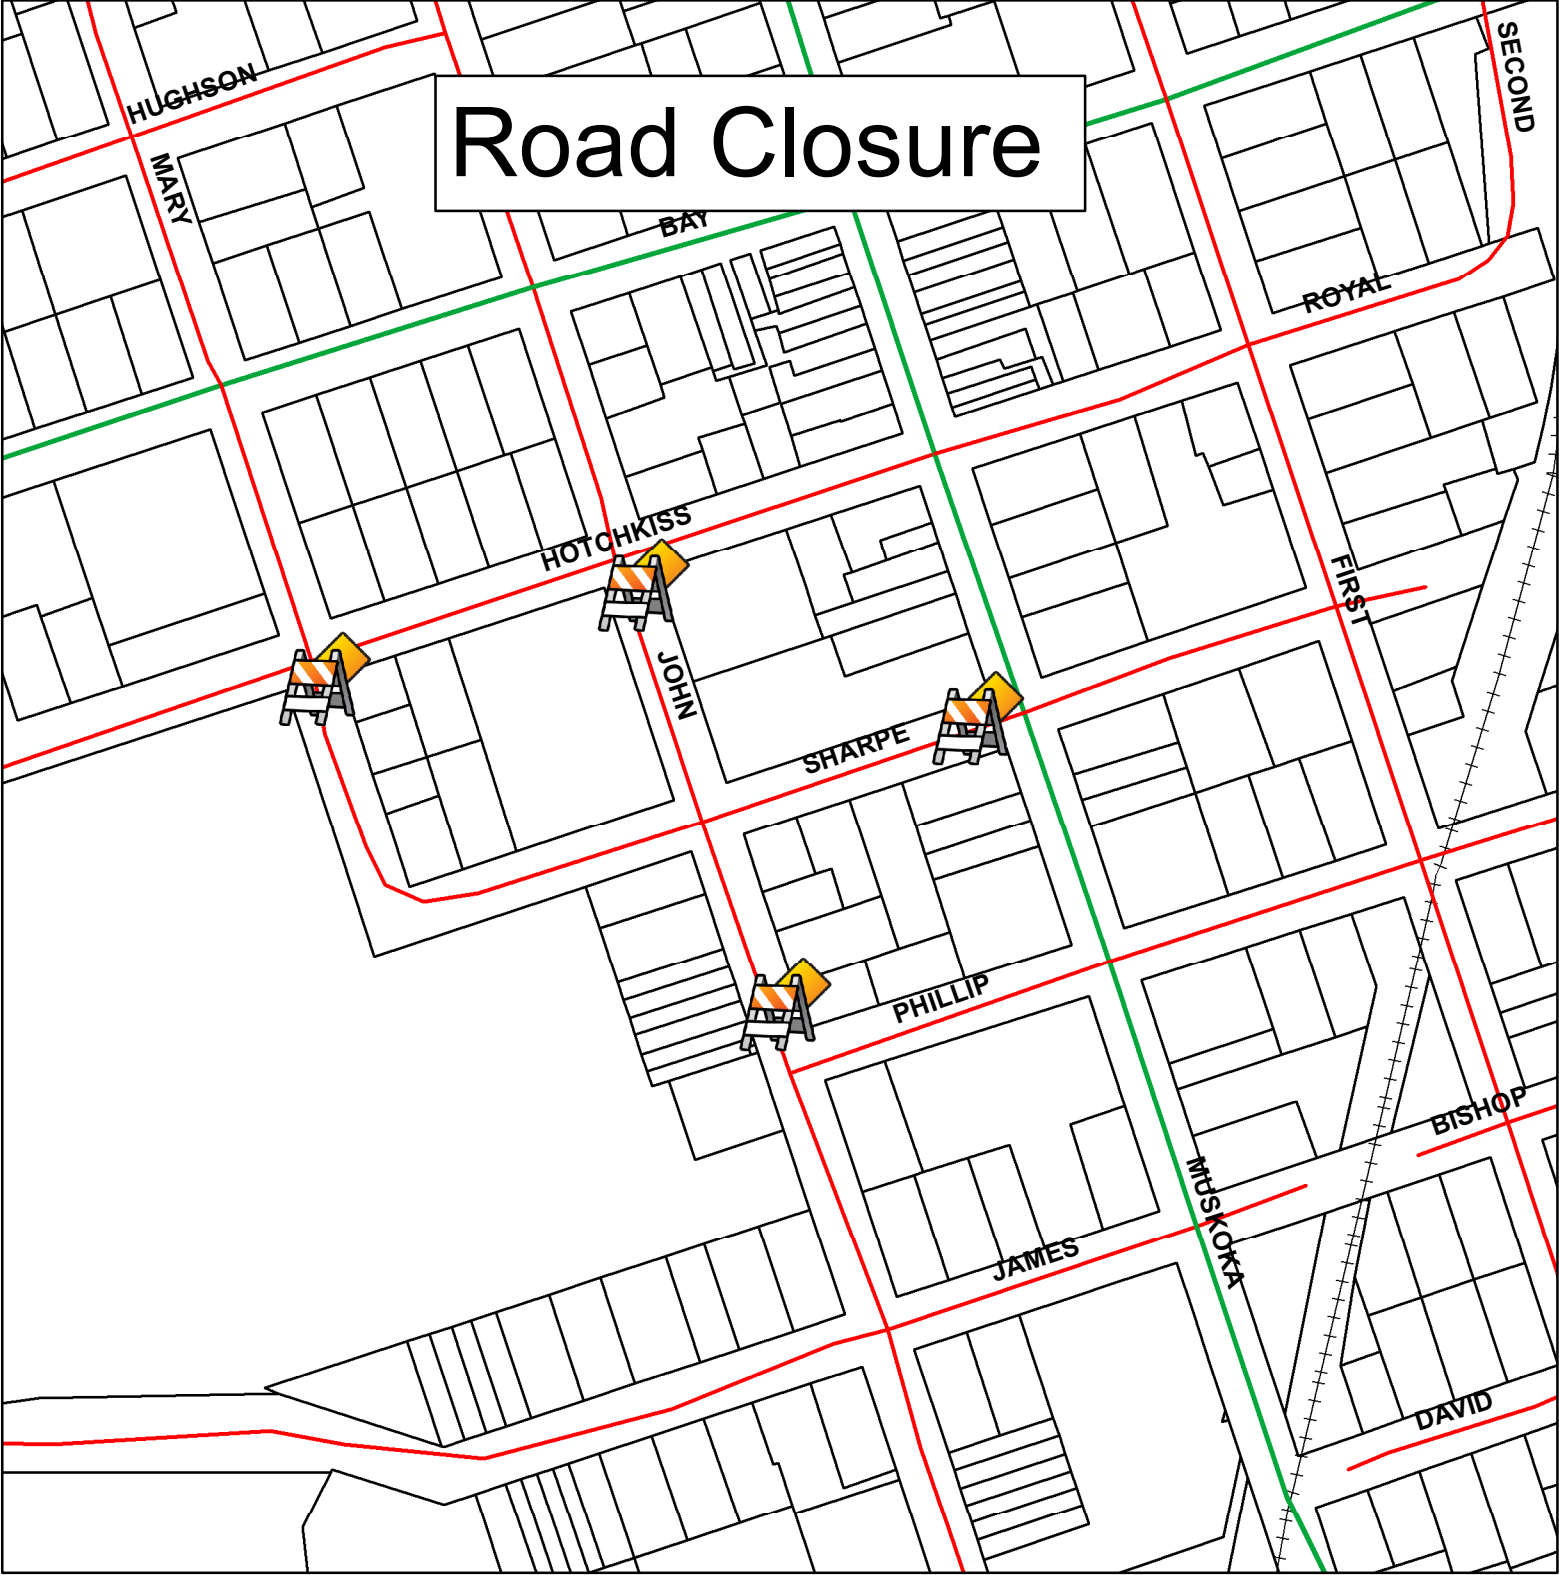 SECOND
HUGHSON
Road Closure
MARY
BAY
ROYAL
HOTCHKISS
FIRST
JOHN
SHARPE
PHILLIP
BISHOP
MUSKOKA
JAMES
DAVID